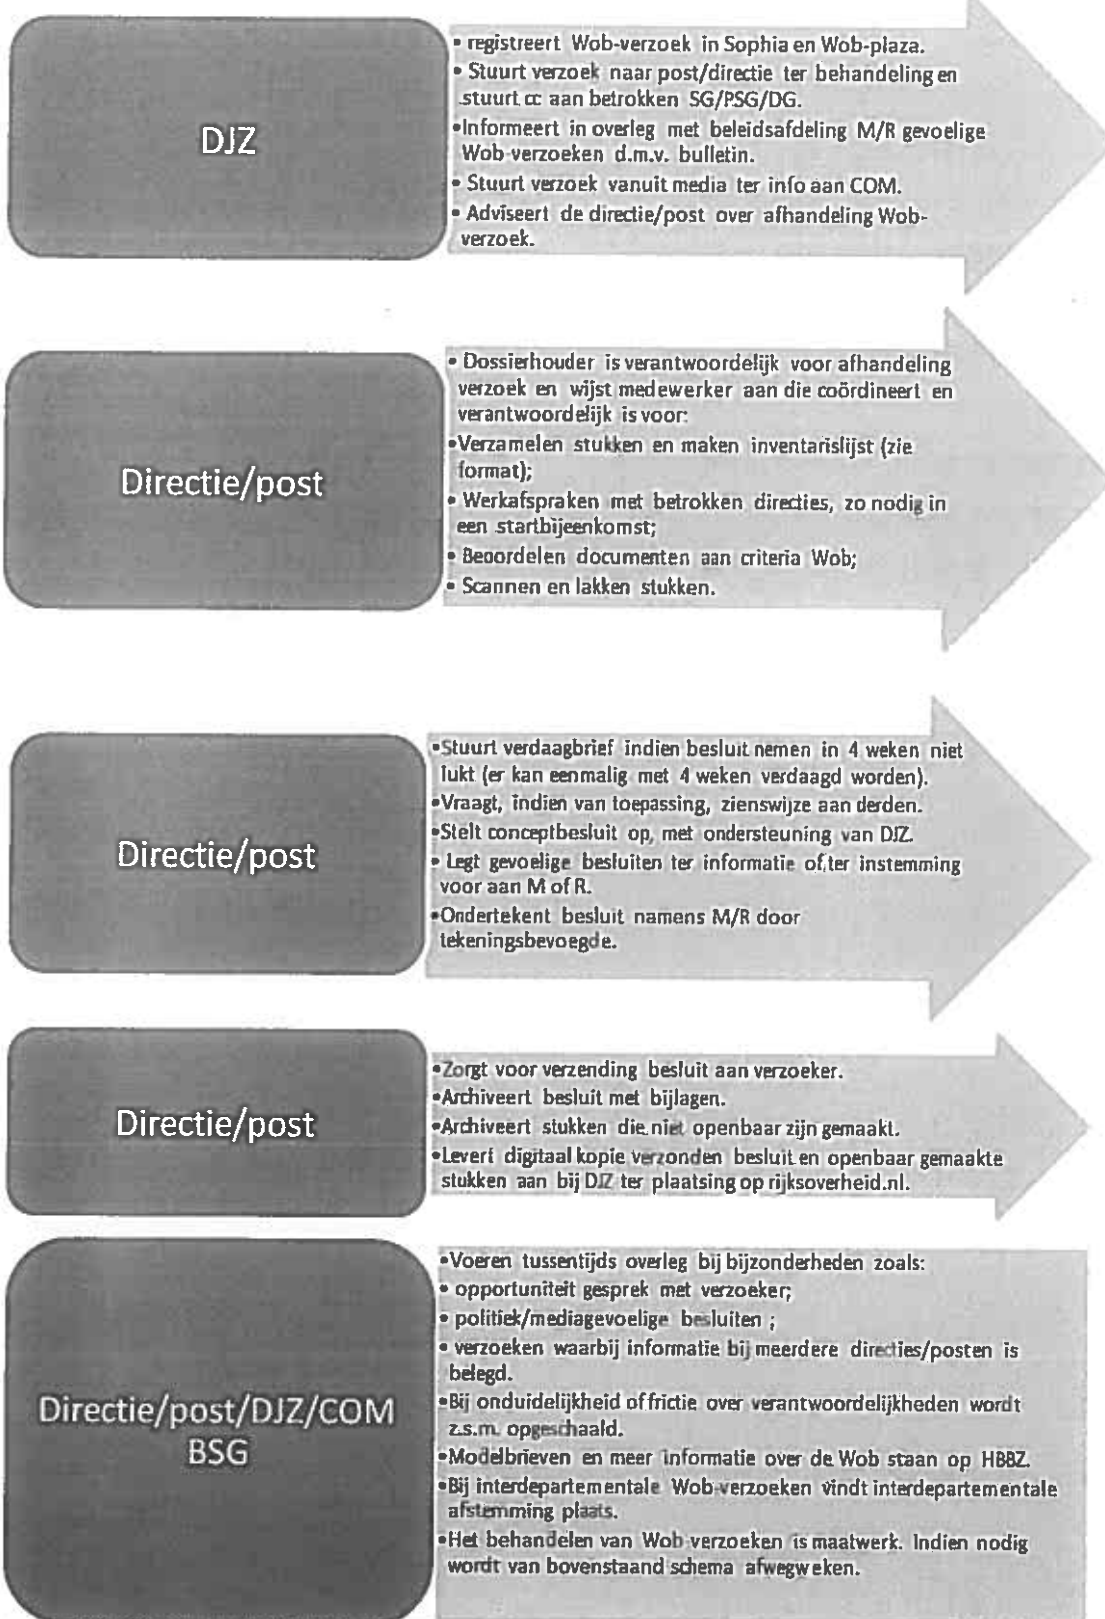 DJZ
• registreert Wob-verzoek in Sophia en Wob-plaza.
• Stuurt verzoek naar post/directie ter behandeling en
stuurt cc aan betrokken SG/PSG/DG.
•Informeert in overleg met beleidsafdeling M/R gevoelige
Wob-verzoeken d.m.v. bulletin.
• Stuurt verzoek vanuit media ter info aan COM.
• Adviseert de directie/post over afhandeling Wob-
verzoek.
Directie/post
• Dossierhouder is verantwoordelijk voor afhandeling
verzoek en wijst medewerker aan die coördineert en
verantwoordelijk is voor:
•Verzamelen stukken en maken inventarislijst (zie
format);
• Werkafspraken met betrokken directies, zo nodig in
een startbijeenkomst;
• Beoordelen documenten aan criteria Wob;
• Scannen en lakken stukken.
Directie/post
•Stuurt verdaagbrief indien besluit nemen in 4 weken niet
lukt (er kan eenmalig met 4 weken verdaagd worden).
•Vraagt, indien van toepassing, zienswijze aan derden.
•Stelt conceptbesluit op, met ondersteuning van DJZ.
• Legt gevoelige besluiten ter informatie of ter instemming
voor aan M of R.
•Ondertekent besluit namens M/R door
tekeningsbevoegde.
Directie/post
•Zorgt voor verzending besluit aan verzoeker.
•Archiveert besluit met bijlagen.
•Archiveert stukken die niet openbaar zijn gemaakt.
•Levert digitaal kopie verzonden besluit en openbaar gemaakte
stukken aan bij DJZ ter plaatsing op rijksoverheid.nl.
Directie/post/DJZ/COM
BSG
•Voeren tussentijds overleg bij bijzonderheden zoals:
• opportuniteit gesprek met verzoeker;
• politiek/mediagevoelige besluiten ;
• verzoeken waarbij informatie bij meerdere directies/posten is
belegd.
•Bij onduidelijkheid of frictie over verantwoordelijkheden wordt
z.s.m. opgeschaald.
•Modelbrieven en meer informatie over de Wob staan op HBBZ.
•Bij interdepartementale Wob-verzoeken vindt interdepartementale
afstemming plaats.
•Het behandelen van Wob verzoeken is maatwerk. Indien nodig
wordt van bovenstaand schema afwegweken.